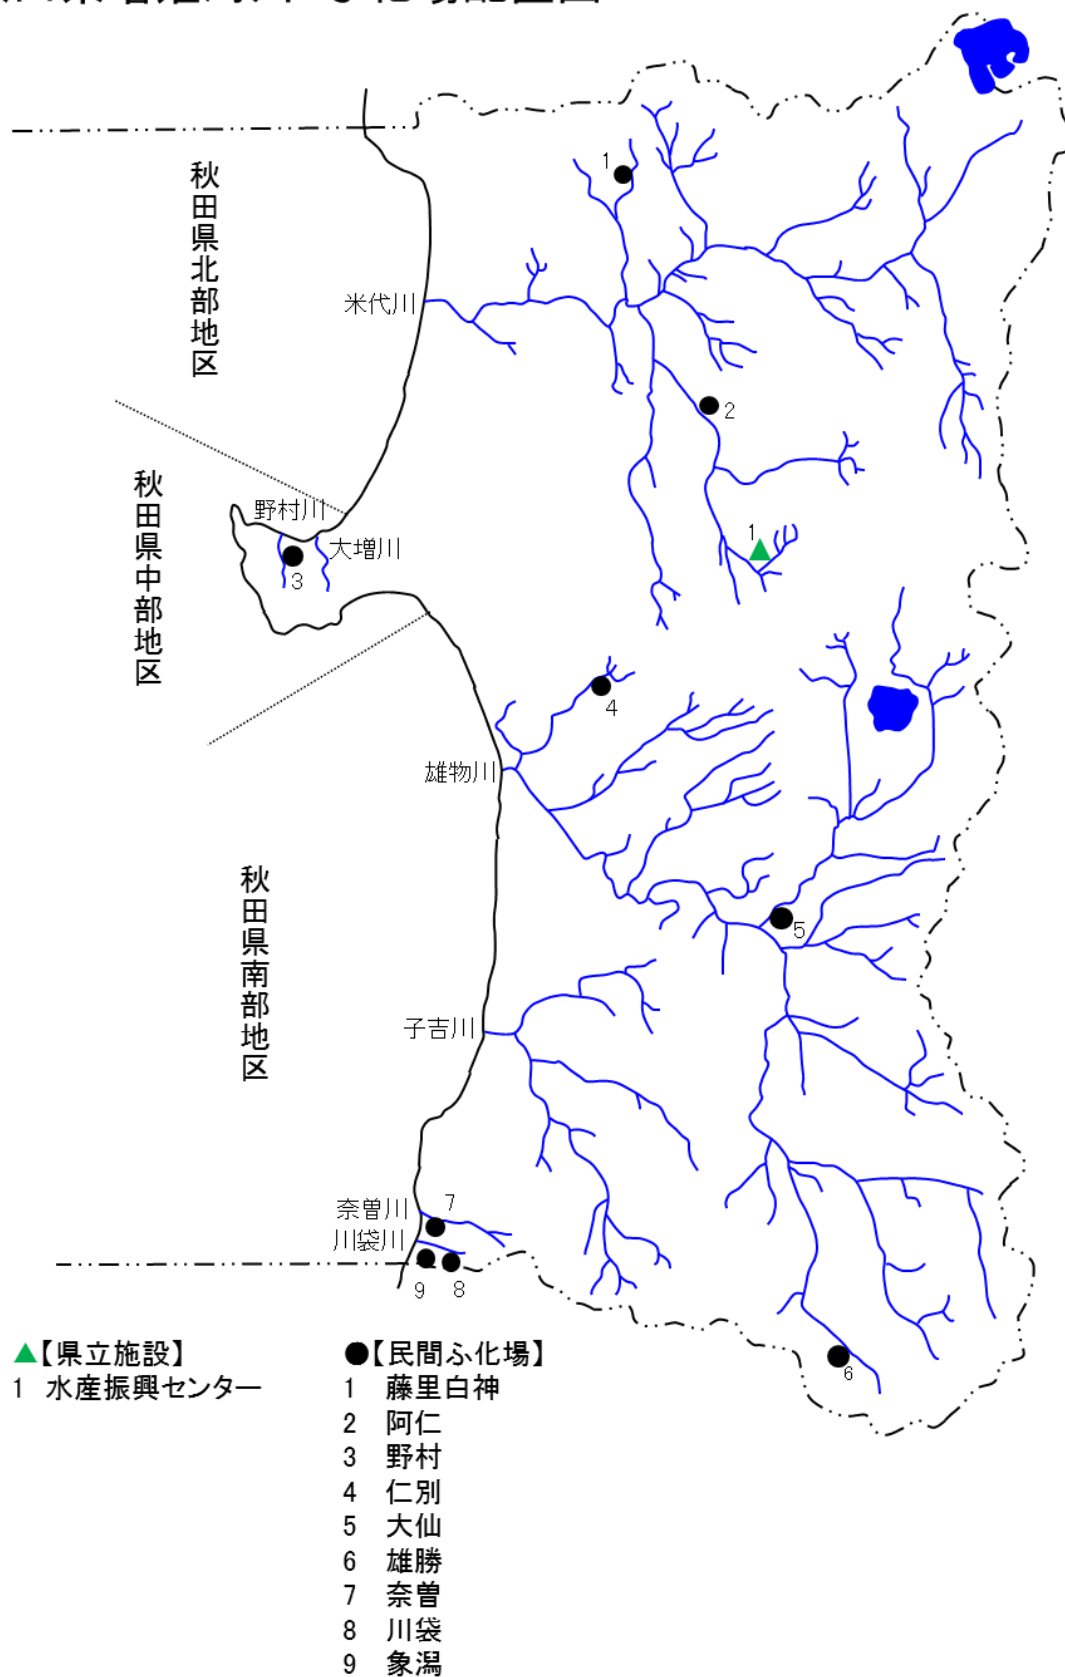 秋田県北部地区
米代川
1
2
1
秋田県中部地区
野村川
大増川
3
4
雄物川
秋田県南部地区
5
子吉川
奈曽川
7
川袋川
9
8
6
▲【県立施設】
1 水産振興センター
●【民間ふ化場】
1 藤里白神
2 阿仁
3 野村
4 仁別
5 大仙
6 雄勝
7 奈曽
8 川袋
9 象潟